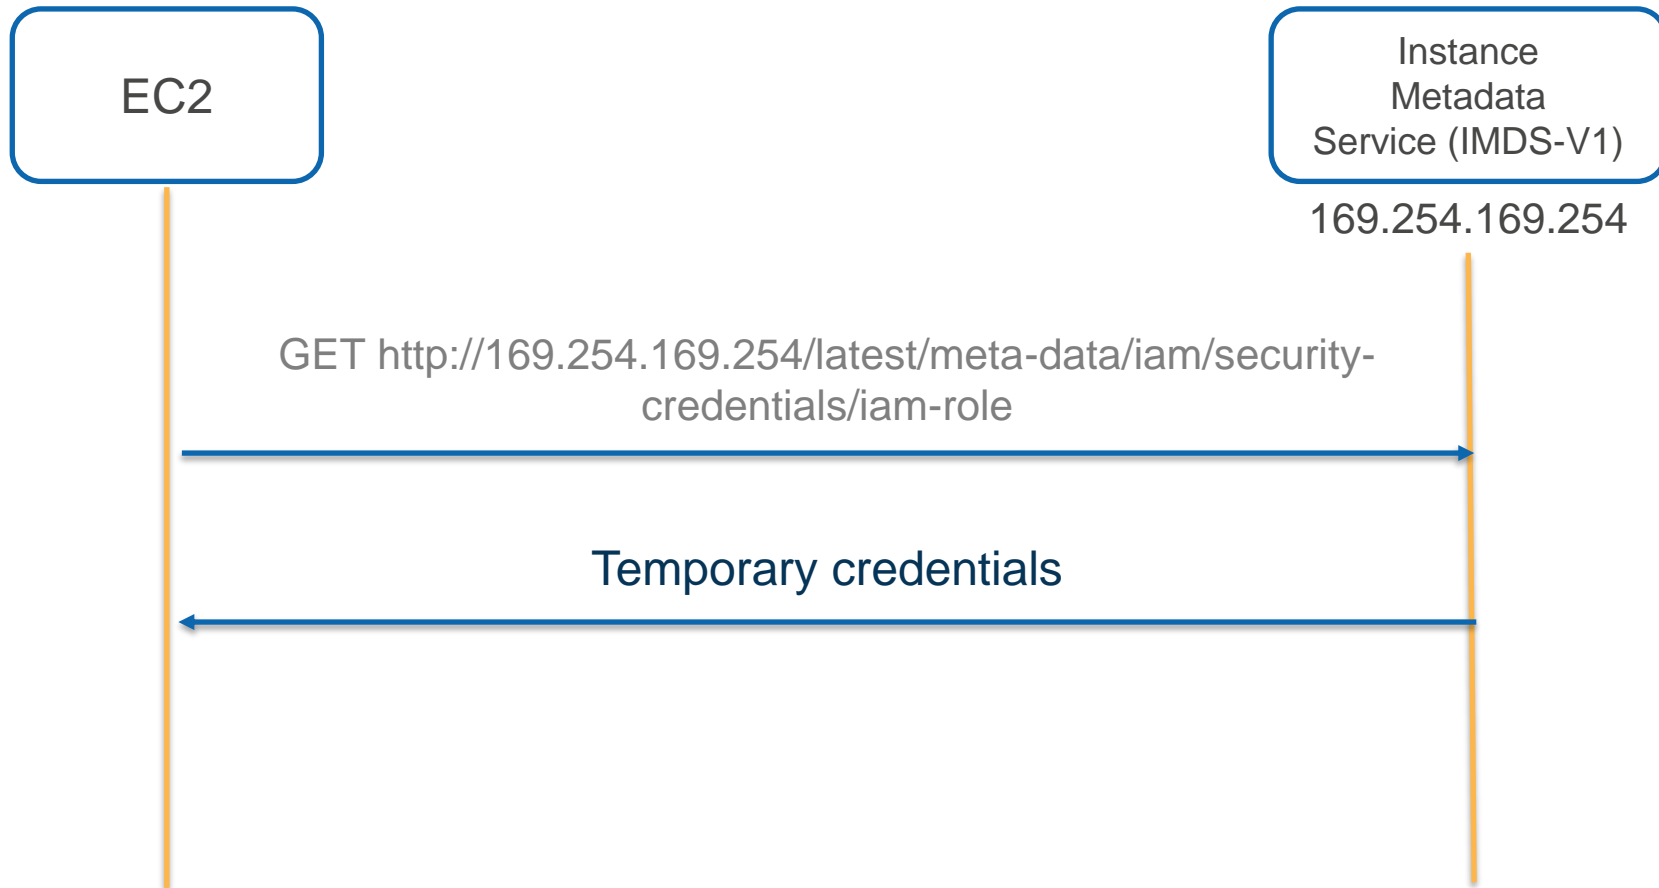 EC2
Instance
Metadata
Service (IMDS-V1)
169.254.169.254
GET http://169.254.169.254/latest/meta-data/iam/security-
credentials/iam-role
Temporary credentials